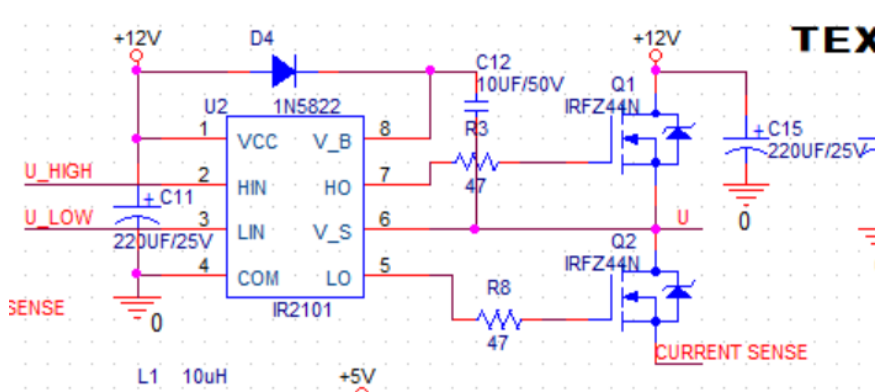 +12V
D4
+12V
TEX
C12
10UF/50V
Q1
IRFZ44N
U2
1N5822
1
VCC
V_B
8
R3
+
C15
220UF/25V
U_HIGH
2
HIN
HO
7
47
+
C11
U_LOW
3
LIN
V_S
6
U
0
220UF/25V
Q2
IRFZ44N
4
COM
LO
5
R8
SENSE
0
IR2101
47
CURRENT SENSE
L1 10uH
+5V